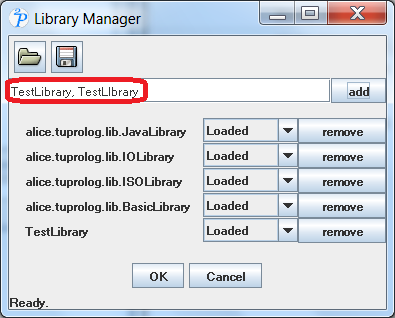 Library Manager
TestLibrary, TestLIbrary
add
alice.tuprolog.lib.JavaLibrary Loaded remove
alice.tuprolog.lib.IOLibrary Loaded remove
alice.tuprolog.lib.ISOLibrary Loaded remove
alice.tuprolog.lib.BasicLibrary Loaded remove
TestLibrary Loaded remove
OK Cancel
Ready.